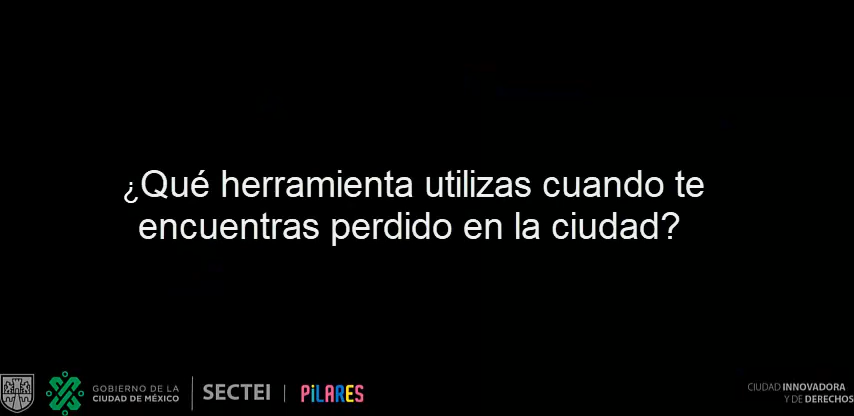 ¿Qué herramienta utilizas cuando te
encuentras perdido en la ciudad?
GOBIERNO DE LA
CIUDAD DE MÉXICO
SECTEI
PiLARES
CIUDAD INNOVADORA
Y DE DERECHOS